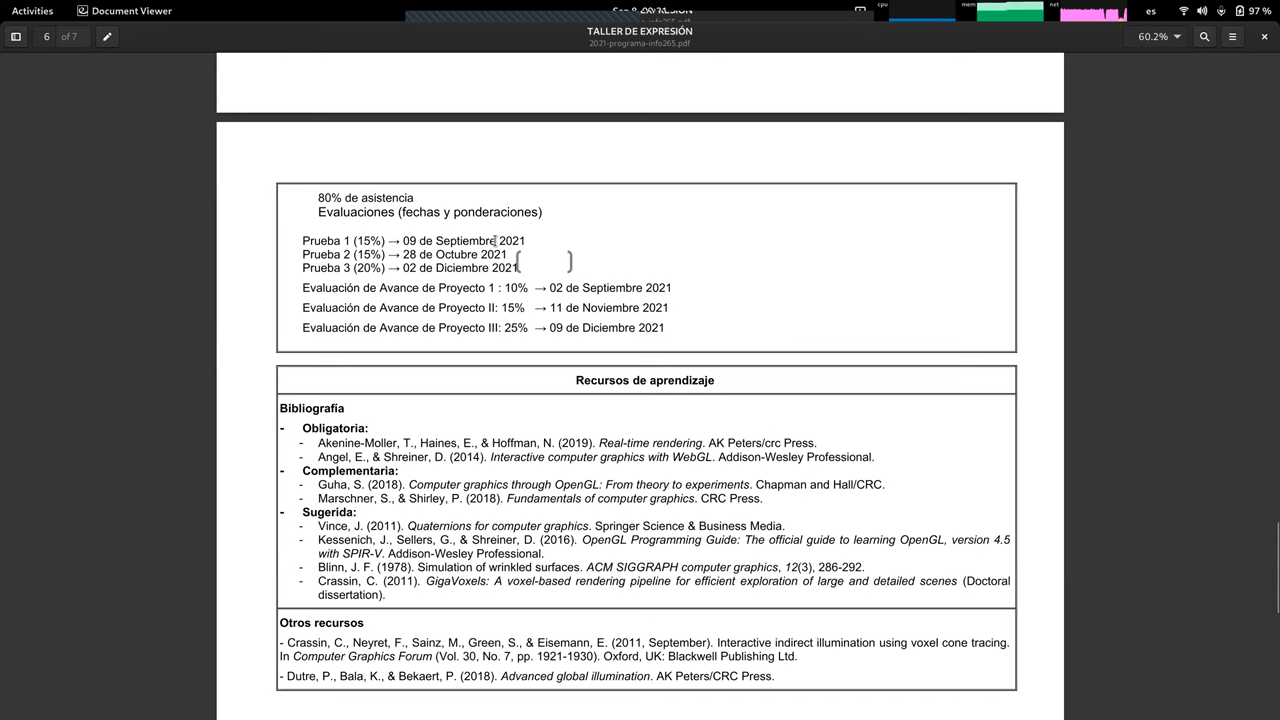 Activities Document Viewer es 97 %
cpu mem net
6 of 7 TALLER DE EXPRESIÓN 60.2%
2021-programa-info265.pdf
80% de asistencia
Evaluaciones (fechas y ponderaciones)
Prueba 1 (15%) → 09 de Septiembre 2021
Prueba 2 (15%) → 28 de Octubre 2021
Prueba 3 (20%) → 02 de Diciembre 2021
Evaluación de Avance de Proyecto 1 : 10% → 02 de Septiembre 2021
Evaluación de Avance de Proyecto II: 15% → 11 de Noviembre 2021
Evaluación de Avance de Proyecto III: 25% → 09 de Diciembre 2021
Recursos de aprendizaje
Bibliografía
- Obligatoria:
- Akenine-Moller, T., Haines, E., & Hoffman, N. (2019). Real-time rendering. AK Peters/crc Press.
- Angel, E., & Shreiner, D. (2014). Interactive computer graphics with WebGL. Addison-Wesley Professional.
- Complementaria:
- Guha, S. (2018). Computer graphics through OpenGL: From theory to experiments. Chapman and Hall/CRC.
- Marschner, S., & Shirley, P. (2018). Fundamentals of computer graphics. CRC Press.
- Sugerida:
- Vince, J. (2011). Quaternions for computer graphics. Springer Science & Business Media.
- Kessenich, J., Sellers, G., & Shreiner, D. (2016). OpenGL Programming Guide: The official guide to learning OpenGL, version 4.5
with SPIR-V. Addison-Wesley Professional.
- Blinn, J. F. (1978). Simulation of wrinkled surfaces. ACM SIGGRAPH computer graphics, 12(3), 286-292.
- Crassin, C. (2011). GigaVoxels: A voxel-based rendering pipeline for efficient exploration of large and detailed scenes (Doctoral
dissertation).
Otros recursos
- Crassin, C., Neyret, F., Sainz, M., Green, S., & Eisemann, E. (2011, September). Interactive indirect illumination using voxel cone tracing.
In Computer Graphics Forum (Vol. 30, No. 7, pp. 1921-1930). Oxford, UK: Blackwell Publishing Ltd.
- Dutre, P., Bala, K., & Bekaert, P. (2018). Advanced global illumination. AK Peters/CRC Press.